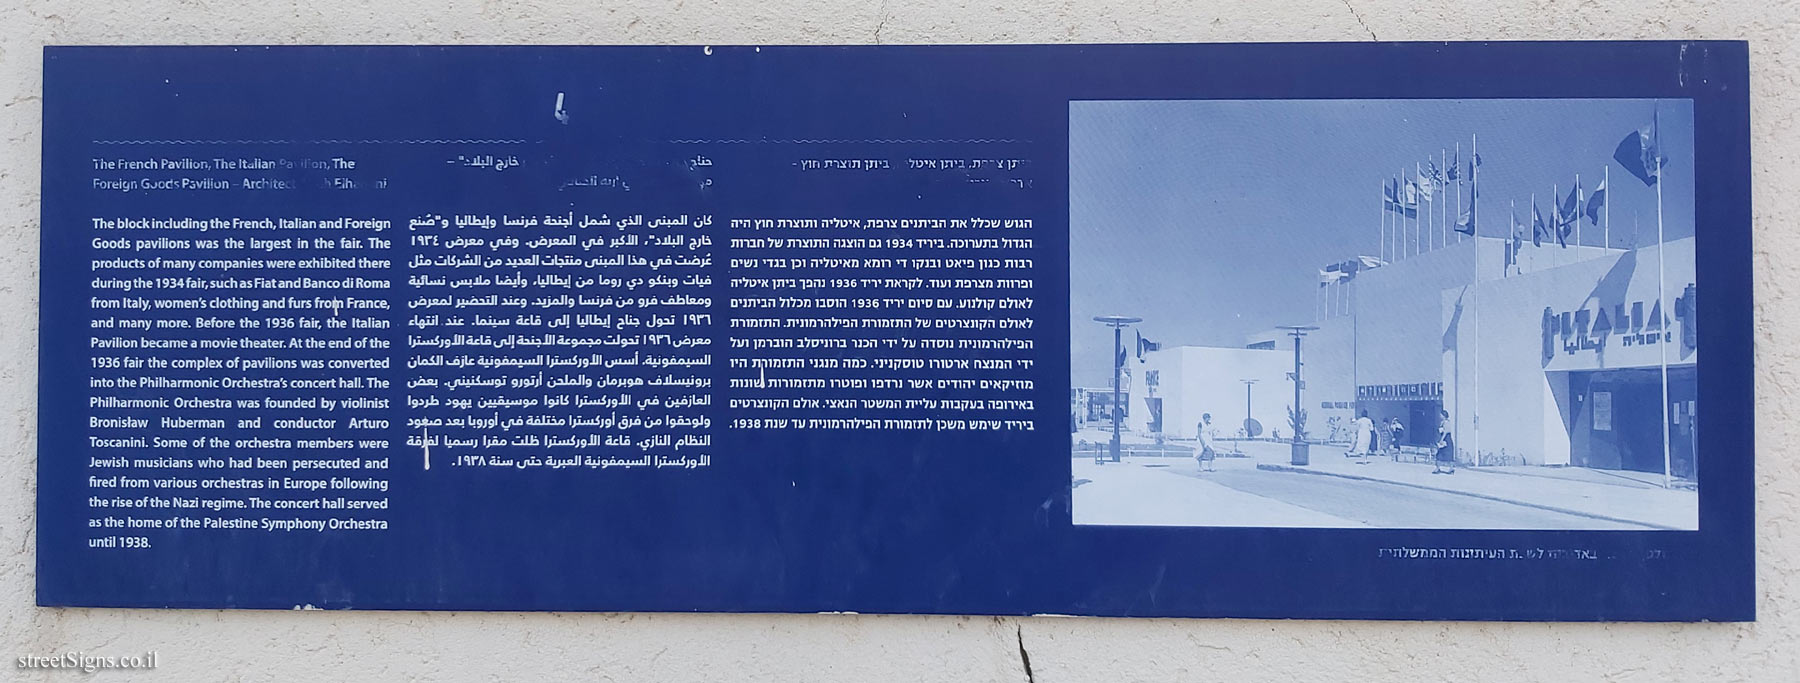 The French Pavilion, The Italian Pavilion, The
Foreign Goods Pavilion – Architect
The block including the French, Italian and Foreign
Goods pavilions was the largest in the fair. The
products of many companies were exhibited there
during the 1934 fair, such as Fiat and Banco di Roma
from Italy, women's clothing and furs from France,
and many more. Before the 1936 fair, the Italian
Pavilion became a movie theater. At the end of the
1936 fair the complex of pavilions was converted
into the Philharmonic Orchestra's concert hall. The
Philharmonic Orchestra was founded by violinist
Bronisław Huberman and conductor Arturo
Toscanini. Some of the orchestra members were
Jewish musicians who had been persecuted and
fired from various orchestras in Europe following
the rise of the Nazi regime. The concert hall served
as the home of the Palestine Symphony Orchestra
until 1938.
جناح خارج البلاد" –
كان المبنى الذي شمل أجنحة فرنسا وإيطاليا و"صُنع
خارج البلاد"، الأكبر في المعرض. وفي معرض ١٩٣٤
عُرضت في هذا المبنى منتجات العديد من الشركات مثل
فيات وبنكو دي روما من إيطاليا، وأيضا ملابس نسائية
ومعاطف فرو من فرنسا والمزيد. وعند التحضير لمعرض
١٩٣٦ تحول جناح إيطاليا إلى قاعة سينما. عند انتهاء
معرض ١٩٣٦ تحولت مجموعة الأجنحة إلى قاعة الأوركسترا
السيمفونية. أسس الأوركسترا السيمفونية عازف الكمان
برونيسلاف هوبرمان والملحن أرتورو توسكنيني. بعض
العازفين في الأوركسترا كانوا موسيقيين يهود طردوا
ولوحقوا من فرق أوركسترا مختلفة في أوروبا بعد صعود
النظام النازي. قاعة الأوركسترا ظلت مقرا رسميا لفرقة
الأوركسترا السيمفونية العبرية حتى سنة ١٩٣٨.
ביתן צרפת, ביתן איטליה, ביתן תוצרת חוץ -
הגוש שכלל את הביתנים צרפת, איטליה ותוצרת חוץ היה
הגדול בתערוכה. ביריד 1934 גם הוצגה התוצרת של חברות
רבות כגון פיאט ובנקו די רומא מאיטליה וכן בגדי נשים
ופרוות מצרפת ועוד. לקראת יריד 1936 נהפך ביתן איטליה
לאולם קולנוע. עם סיום יריד 1936 הוסבו מכלול הביתנים
לאולם הקונצרטים של התזמורת הפילהרמונית. התזמורת
הפילהרמונית נוסדה על ידי הכנר ברוניסלב הוברמן ועל
ידי המנצח ארטורו טוסקניני. כמה מנגני התזמורת היו
מוזיקאים יהודים אשר נרדפו ופוטרו מתזמורות שונות
באירופה בעקבות עליית המשטר הנאצי. אולם הקונצרטים
ביריד שימש משכן לתזמורת הפילהרמונית עד שנת 1938.
FRANCE
ITALIA
איטליה
באדיבות לשכת העיתונות הממשלתית
streetSigns.co.il